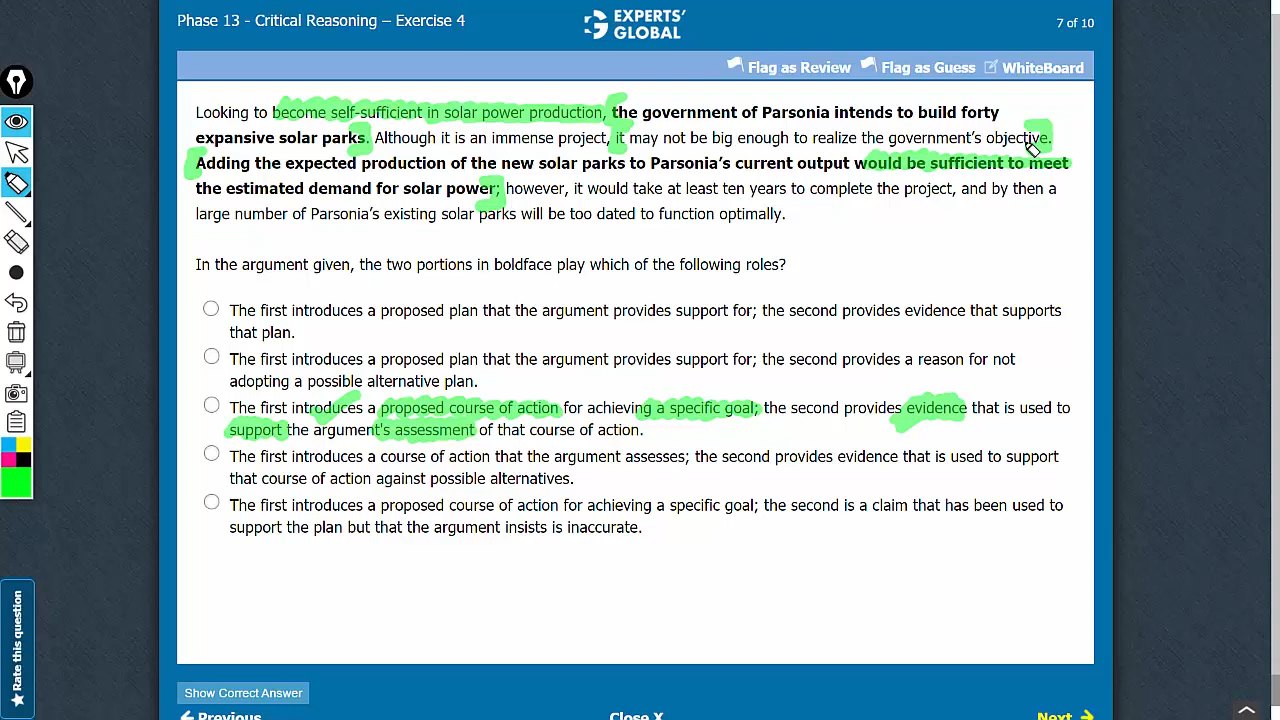 Phase 13 - Critical Reasoning – Exercise 4
EXPERTS'
GLOBAL
7 of 10
Flag as Review
Flag as Guess
WhiteBoard
Looking to become self-sufficient in solar power production, the government of Parsonia intends to build forty
expansive solar parks. Although it is an immense project, it may not be big enough to realize the government's objective.
Adding the expected production of the new solar parks to Parsonia's current output would be sufficient to meet
the estimated demand for solar power; however, it would take at least ten years to complete the project, and by then a
large number of Parsonia's existing solar parks will be too dated to function optimally.
In the argument given, the two portions in boldface play which of the following roles?
The first introduces a proposed plan that the argument provides support for; the second provides evidence that supports
that plan.
The first introduces a proposed plan that the argument provides support for; the second provides a reason for not
adopting a possible alternative plan.
The first introduces a proposed course of action for achieving a specific goal; the second provides evidence that is used to
support the argument's assessment of that course of action.
The first introduces a course of action that the argument assesses; the second provides evidence that is used to support
that course of action against possible alternatives.
The first introduces a proposed course of action for achieving a specific goal; the second is a claim that has been used to
support the plan but that the argument insists is inaccurate.
Show Correct Answer
Previous
Close X
Next
Rate this question